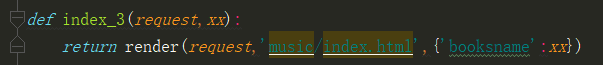 def index_3(request,xx):
    return render(request,'music/index.html',{'booksname':xx})